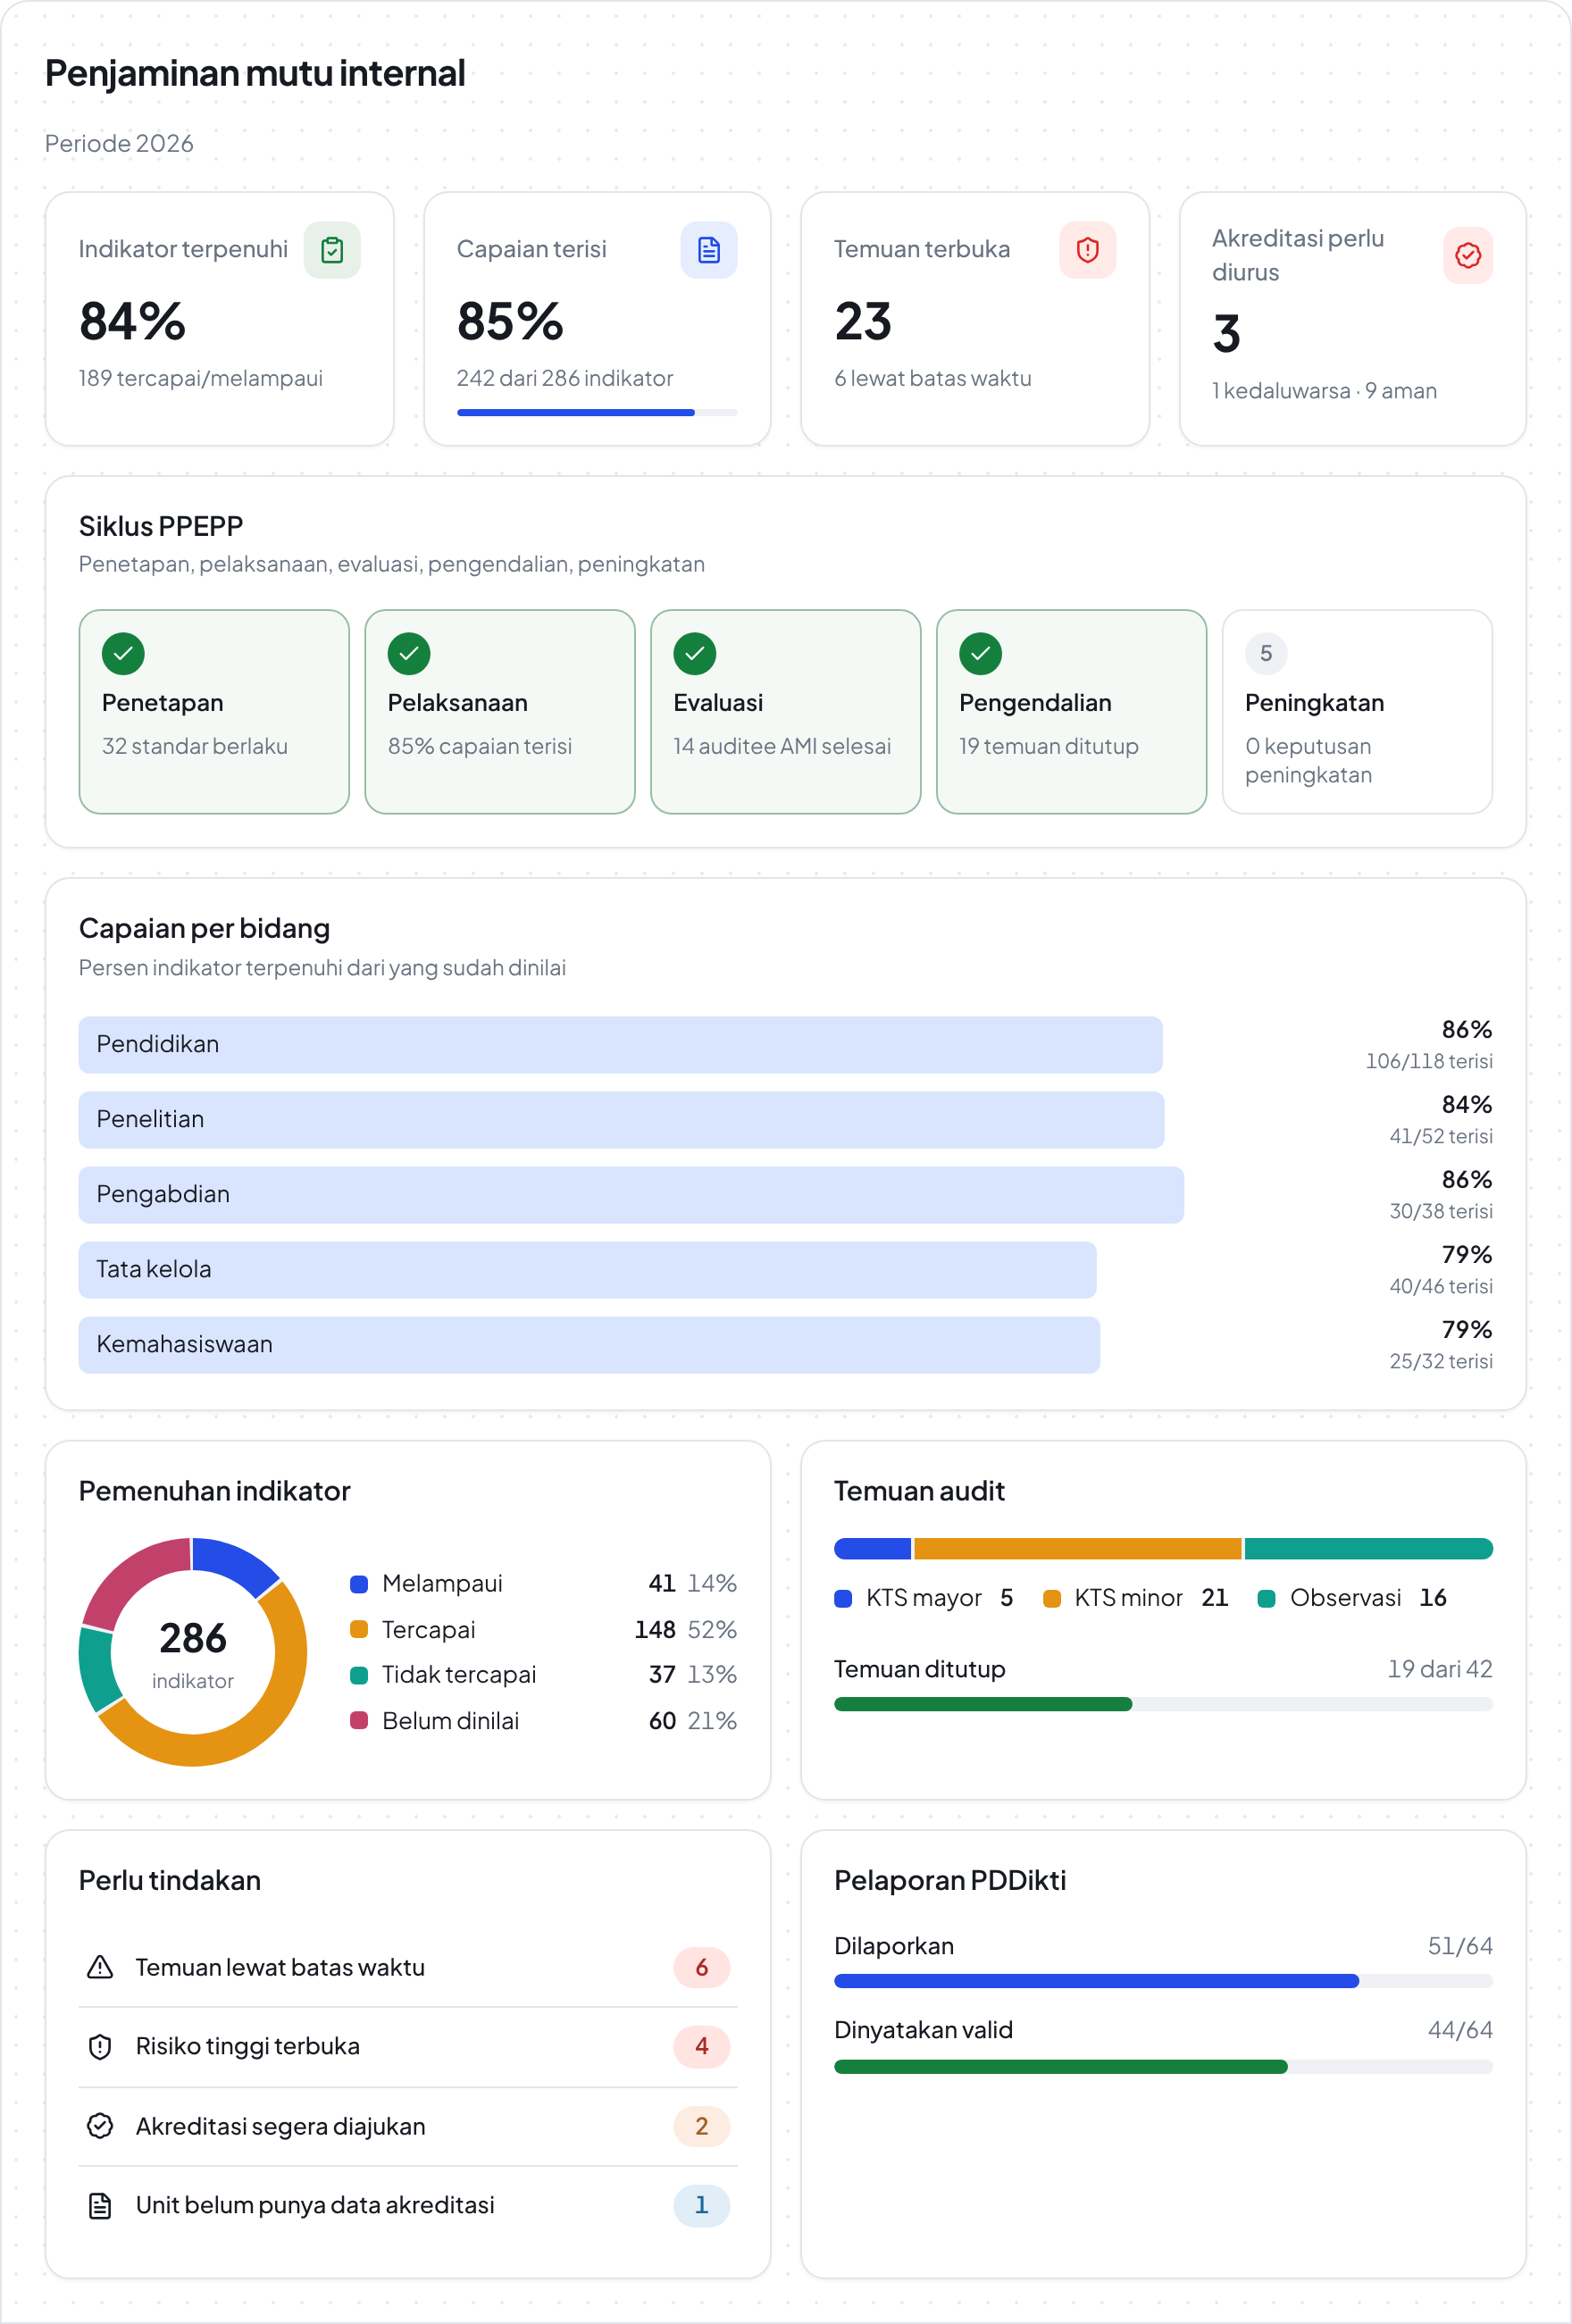 Penjaminan mutu internal
Periode 2026
Indikator terpenuhi
84%
189 tercapai/melampaui
Capaian terisi
85%
242 dari 286 indikator
Temuan terbuka
23
6 lewat batas waktu
Akreditasi perlu
diurus
3
1 kedaluwarsa · 9 aman
Siklus PPEPP
Penetapan, pelaksanaan, evaluasi, pengendalian, peningkatan
Penetapan
32 standar berlaku
Pelaksanaan
85% capaian terisi
Evaluasi
14 auditee AMI selesai
Pengendalian
19 temuan ditutup
5
Peningkatan
0 keputusan
peningkatan
Capaian per bidang
Persen indikator terpenuhi dari yang sudah dinilai
Pendidikan
86%
106/118 terisi
Penelitian
84%
41/52 terisi
Pengabdian
86%
30/38 terisi
Tata kelola
79%
40/46 terisi
Kemahasiswaan
79%
25/32 terisi
Pemenuhan indikator
286
indikator
Melampaui 41 14%
Tercapai 148 52%
Tidak tercapai 37 13%
Belum dinilai 60 21%
Temuan audit
KTS mayor 5 KTS minor 21 Observasi 16
Temuan ditutup 19 dari 42
Perlu tindakan
Temuan lewat batas waktu 6
Risiko tinggi terbuka 4
Akreditasi segera diajukan 2
Unit belum punya data akreditasi 1
Pelaporan PDDikti
Dilaporkan 51/64
Dinyatakan valid 44/64